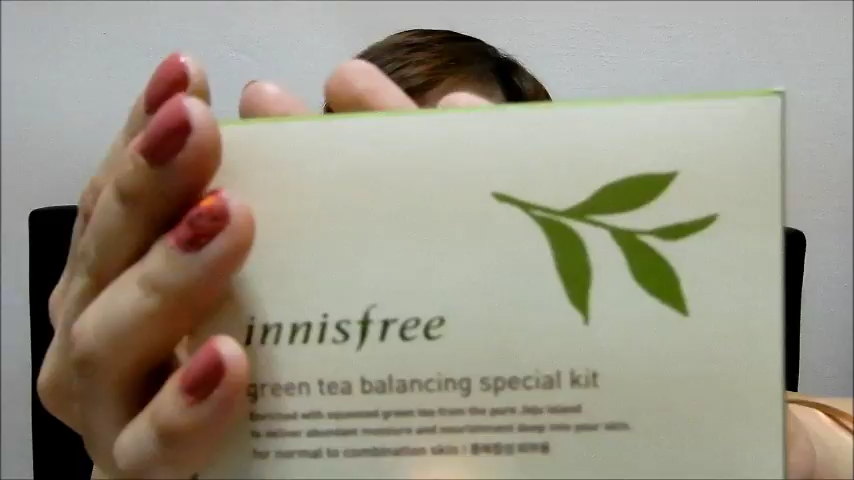 innisfree
green tea balancing special kit
Enriched with squeezed green tea from the pure Jeju island
to deliver abundant moisture and nourishment deep into your skin.
for normal to combination skin |